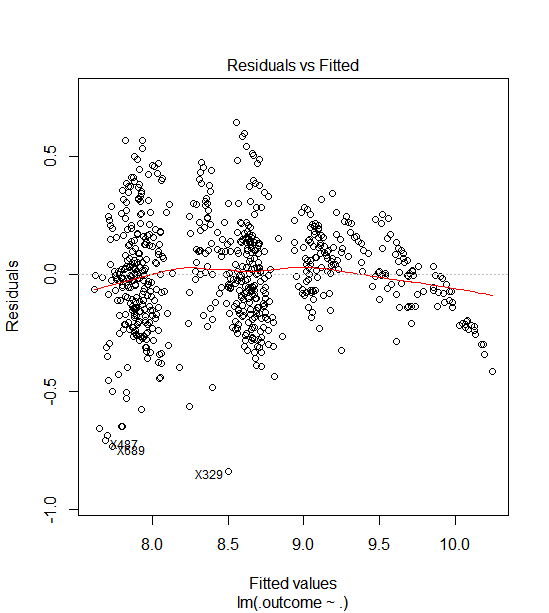 Residuals vs Fitted
Residuals
0.5
0.0
-0.5
-1.0
X487
X689
X329
8.0 8.5 9.0 9.5 10.0
Fitted values
lm(.outcome ~ .)